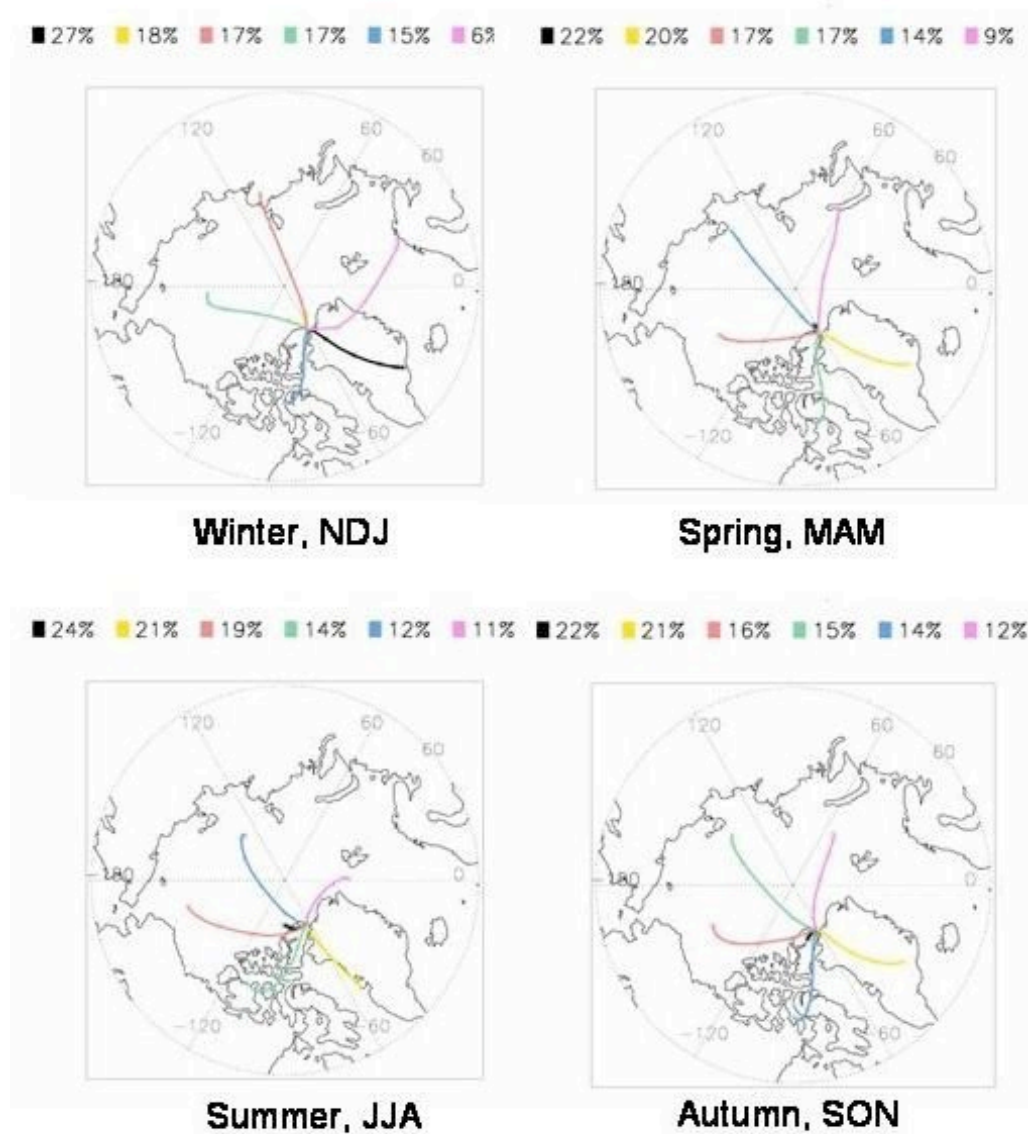 27% 18% 17% 17% 15% 6%
22% 20% 17% 17% 14% 9%
120 60 60 180 0 -120 -60
120 60 60 180 0 -120 -60
Winter, NDJ
Spring, MAM
24% 21% 19% 14% 12% 11%
22% 21% 16% 15% 14% 12%
120 60 60 180 0 -120 -60
120 60 60 180 0 -120 -60
Summer, JJA
Autumn, SON